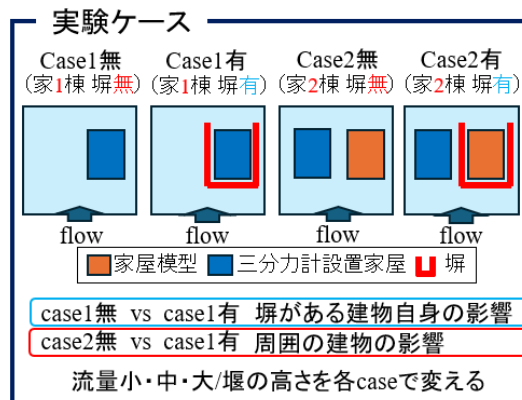 実験ケース
Case1無 Case1有 Case2無 Case2有
(家1棟 塀無) (家1棟 塀有) (家2棟 塀無) (家2棟 塀有)
flow flow flow flow
家屋模型 三分力計設置家屋 塀
case1無 vs case1有 塀がある建物自身の影響
case2無 vs case1有 周囲の建物の影響
流量小・中・大/堰の高さを各caseで変える